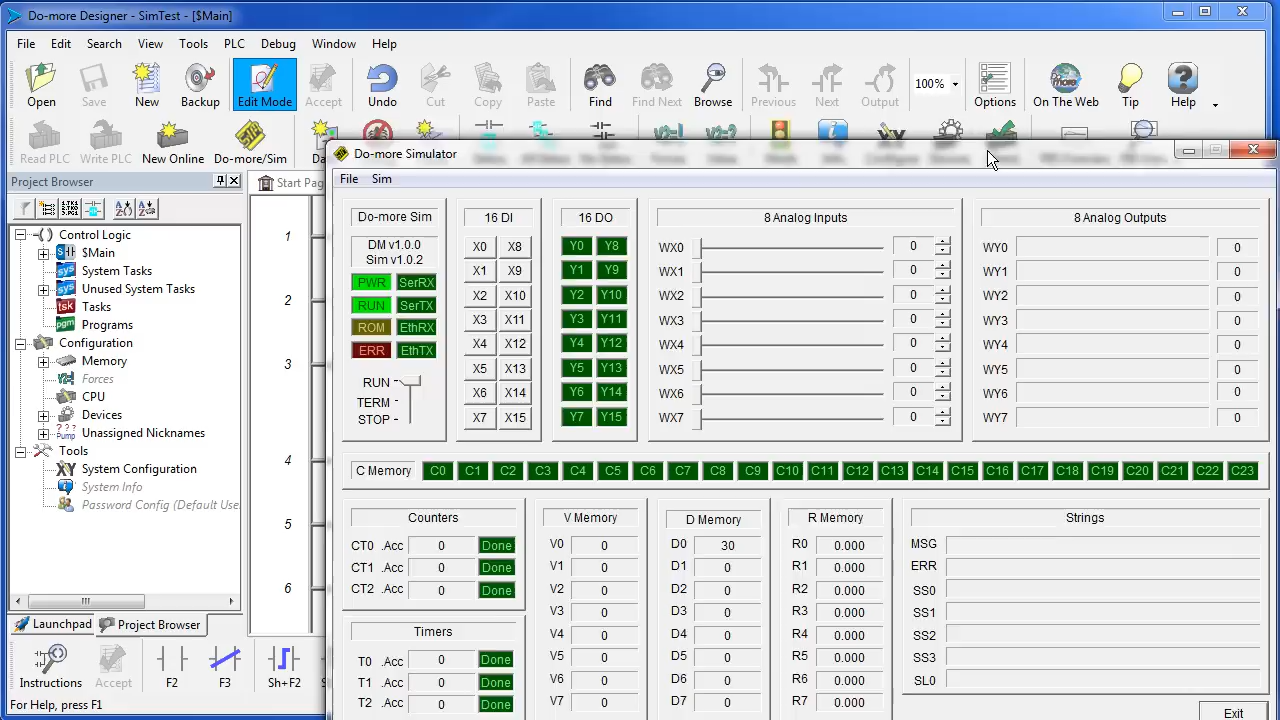 Do-more Designer - SimTest - [$Main]
File Edit Search View Tools PLC Debug Window Help
Open Save New Backup Edit Mode Accept Undo Cut Copy Paste Find Find Next Browse Previous Next Output 100% Options On The Web Tip Help
Read PLC Write PLC New Online Do-more/Sim
Project Browser
Start Pag
Control Logic
$Main
System Tasks
Unused System Tasks
Tasks
Programs
Configuration
Memory
Forces
CPU
Devices
Unassigned Nicknames
Tools
System Configuration
System Info
Password Config (Default Use
Launchpad Project Browser
Instructions Accept F2 F3 Sh+F2
For Help, press F1
1
2
3
4
5
6
Do-more Simulator
File Sim
Do-more Sim
DM v1.0.0
Sim v1.0.2
PWR SerRX
RUN SerTX
ROM EthRX
ERR EthTX
RUN
TERM
STOP
16 DI
X0 X8
X1 X9
X2 X10
X3 X11
X4 X12
X5 X13
X6 X14
X7 X15
16 DO
Y0 Y8
Y1 Y9
Y2 Y10
Y3 Y11
Y4 Y12
Y5 Y13
Y6 Y14
Y7 Y15
8 Analog Inputs
WX0 0
WX1 0
WX2 0
WX3 0
WX4 0
WX5 0
WX6 0
WX7 0
8 Analog Outputs
WY0 0
WY1 0
WY2 0
WY3 0
WY4 0
WY5 0
WY6 0
WY7 0
C Memory C0 C1 C2 C3 C4 C5 C6 C7 C8 C9 C10 C11 C12 C13 C14 C15 C16 C17 C18 C19 C20 C21 C22 C23
Counters
CT0 .Acc 0 Done
CT1 .Acc 0 Done
CT2 .Acc 0 Done
Timers
T0 .Acc 0 Done
T1 .Acc 0 Done
T2 .Acc 0 Done
V Memory
V0 0
V1 0
V2 0
V3 0
V4 0
V5 0
V6 0
V7 0
D Memory
D0 30
D1 0
D2 0
D3 0
D4 0
D5 0
D6 0
D7 0
R Memory
R0 0.000
R1 0.000
R2 0.000
R3 0.000
R4 0.000
R5 0.000
R6 0.000
R7 0.000
Strings
MSG
ERR
SS0
SS1
SS2
SS3
SL0
Exit